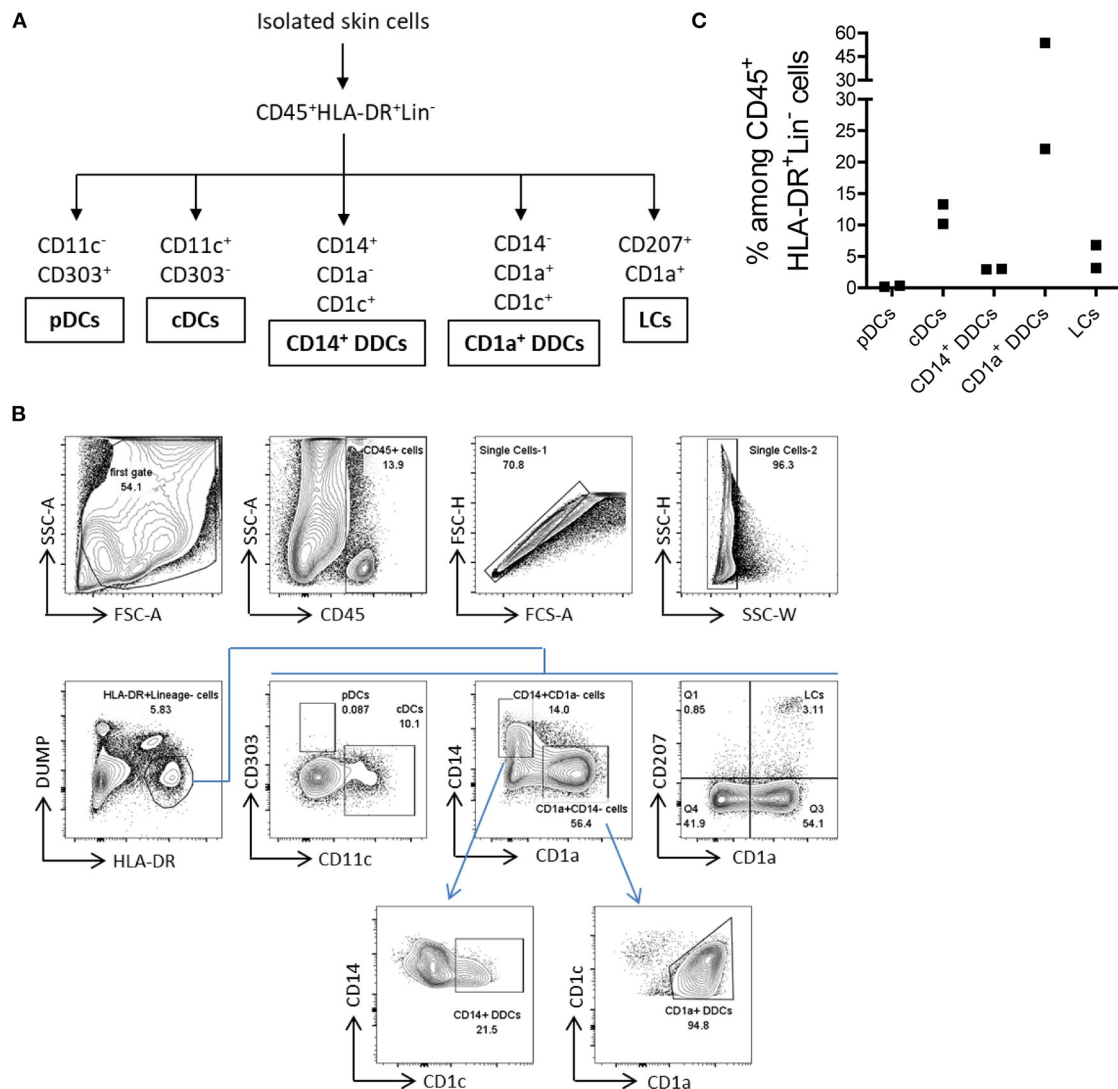 A
Isolated skin cells
CD45⁺HLA-DR⁺Lin⁻
CD11c⁻
CD303⁺
pDCs
CD11c⁺
CD303⁻
cDCs
CD14⁺
CD1a⁻
CD1c⁺
CD14⁺ DDCs
CD14⁻
CD1a⁺
CD1c⁺
CD1a⁺ DDCs
CD207⁺
CD1a⁺
LCs
C
% among CD45⁺
HLA-DR⁺Lin⁻ cells
60
45
30
30
25
20
15
10
5
0
pDCs
cDCs
CD14⁺ DDCs
CD1a⁺ DDCs
LCs
B
first gate
54.1
SSC-A
FSC-A
CD45+ cells
13.9
SSC-A
CD45
Single Cells-1
70.8
FSC-H
FCS-A
Single Cells-2
96.3
SSC-H
SSC-W
HLA-DR+Lineage- cells
5.83
DUMP
HLA-DR
pDCs
0.087
cDCs
10.1
CD303
CD11c
CD14+CD1a- cells
14.0
CD1a+CD14- cells
56.4
CD14
CD1a
Q1
0.85
LCs
3.11
Q4
41.9
Q3
54.1
CD207
CD1a
CD14+ DDCs
21.5
CD14
CD1c
CD1a+ DDCs
94.8
CD1c
CD1a